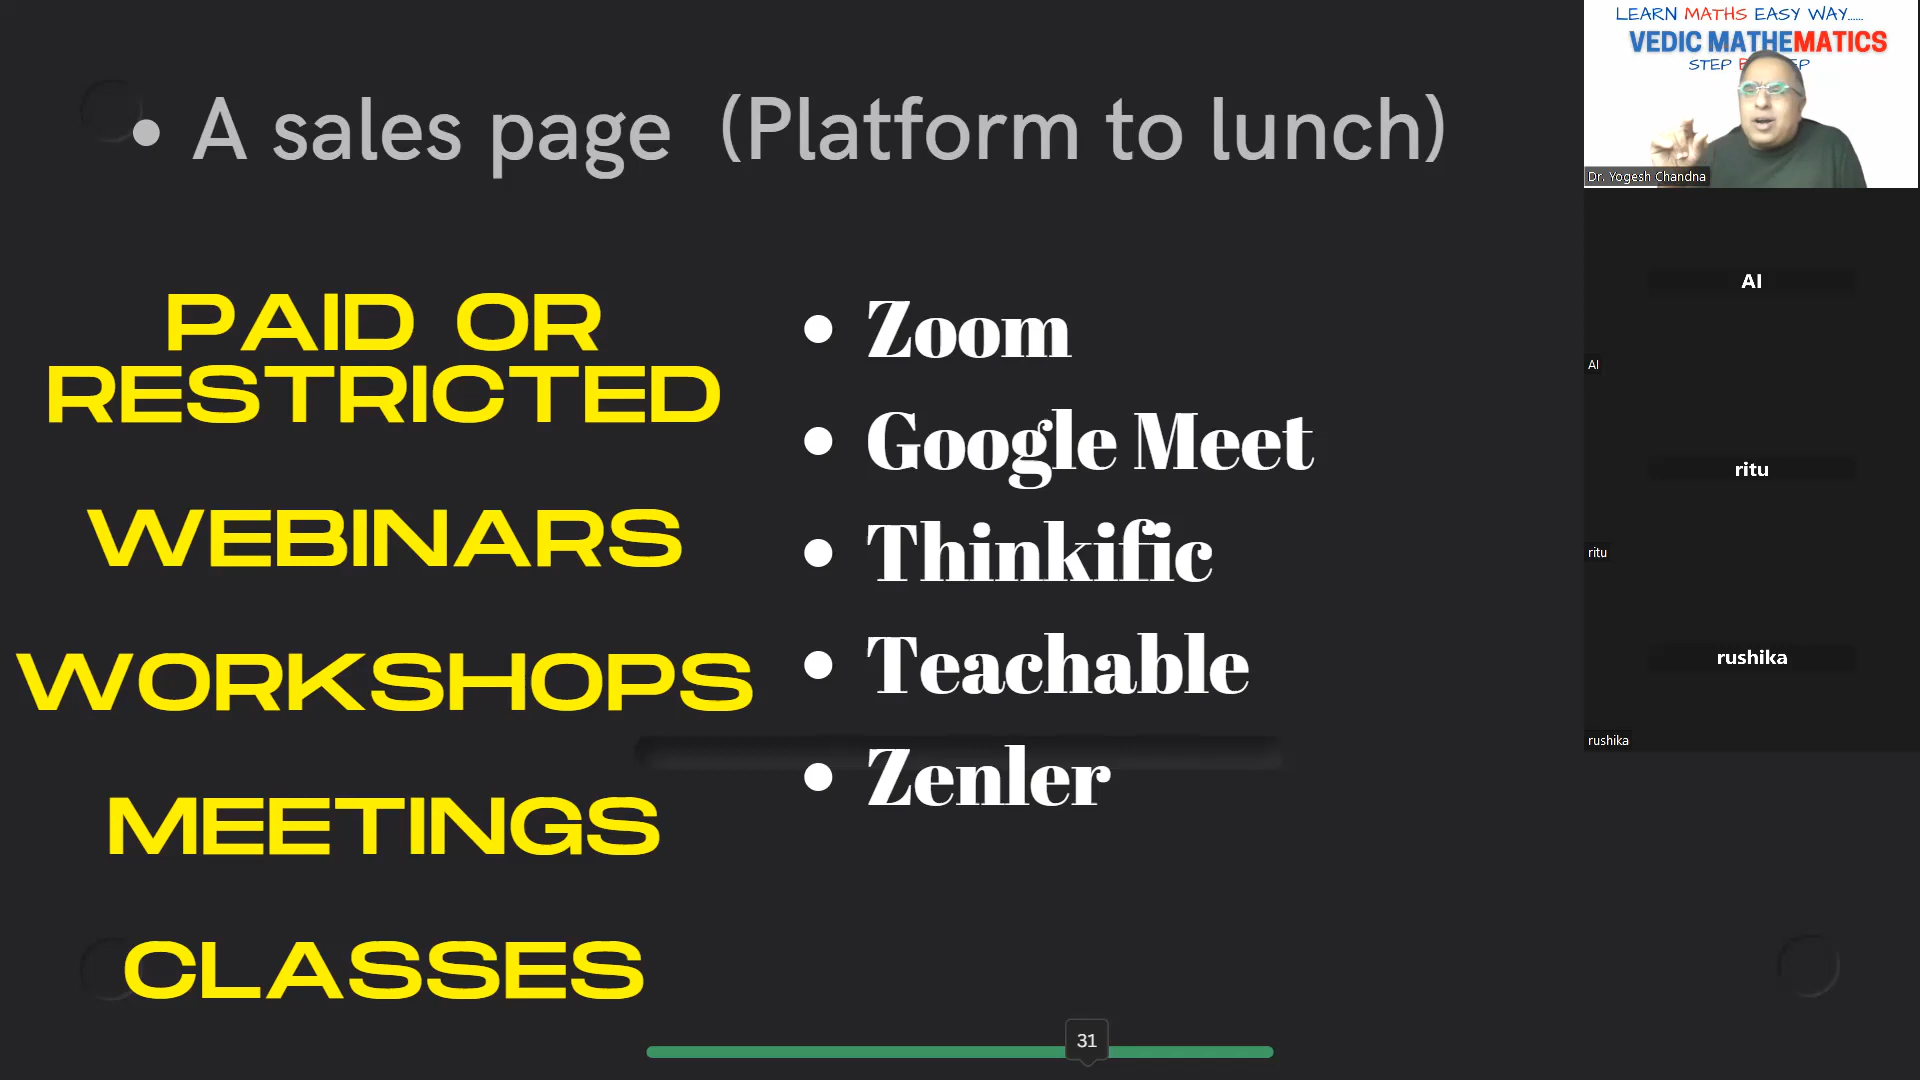 • A sales page (Platform to lunch)
PAID OR
RESTRICTED
WEBINARS
WORKSHOPS
MEETINGS
CLASSES
• Zoom
• Google Meet
• Thinkific
• Teachable
• Zenler
31
LEARN MATHS EASY WAY......
VEDIC MATHEMATICS
STEP
Dr. Yogesh Chandna
AI
AI
ritu
ritu
rushika
rushika